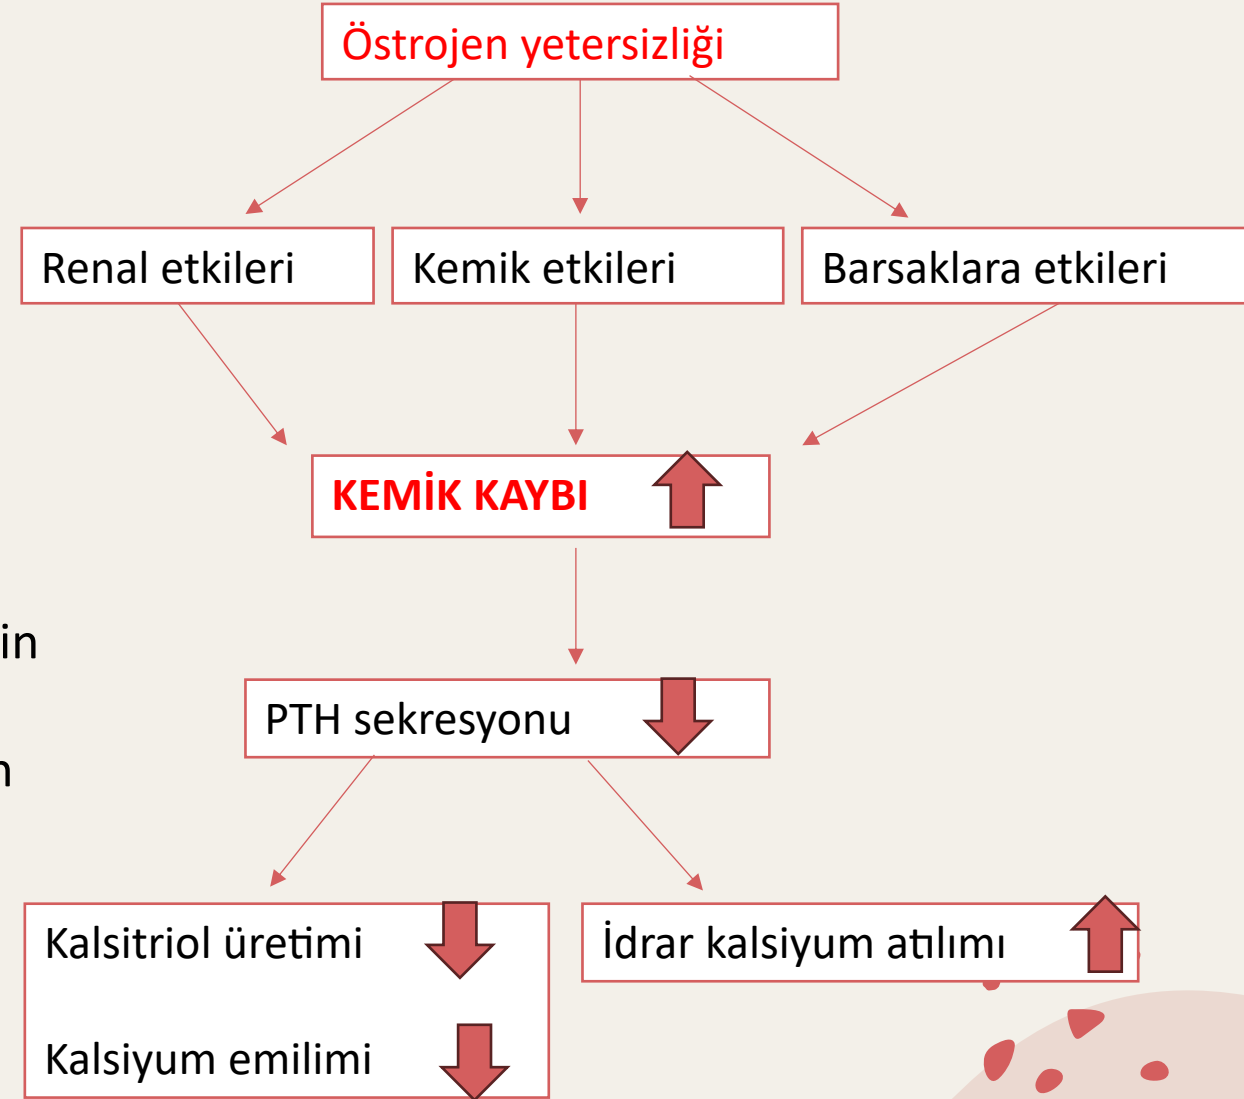 Östrojen yetersizliği
Renal etkileri
Kemik etkileri
Barsaklara etkileri
KEMİK KAYBI
in
PTH sekresyonu
Kalsitriol üretimi
İdrar kalsiyum atılımı
Kalsiyum emilimi